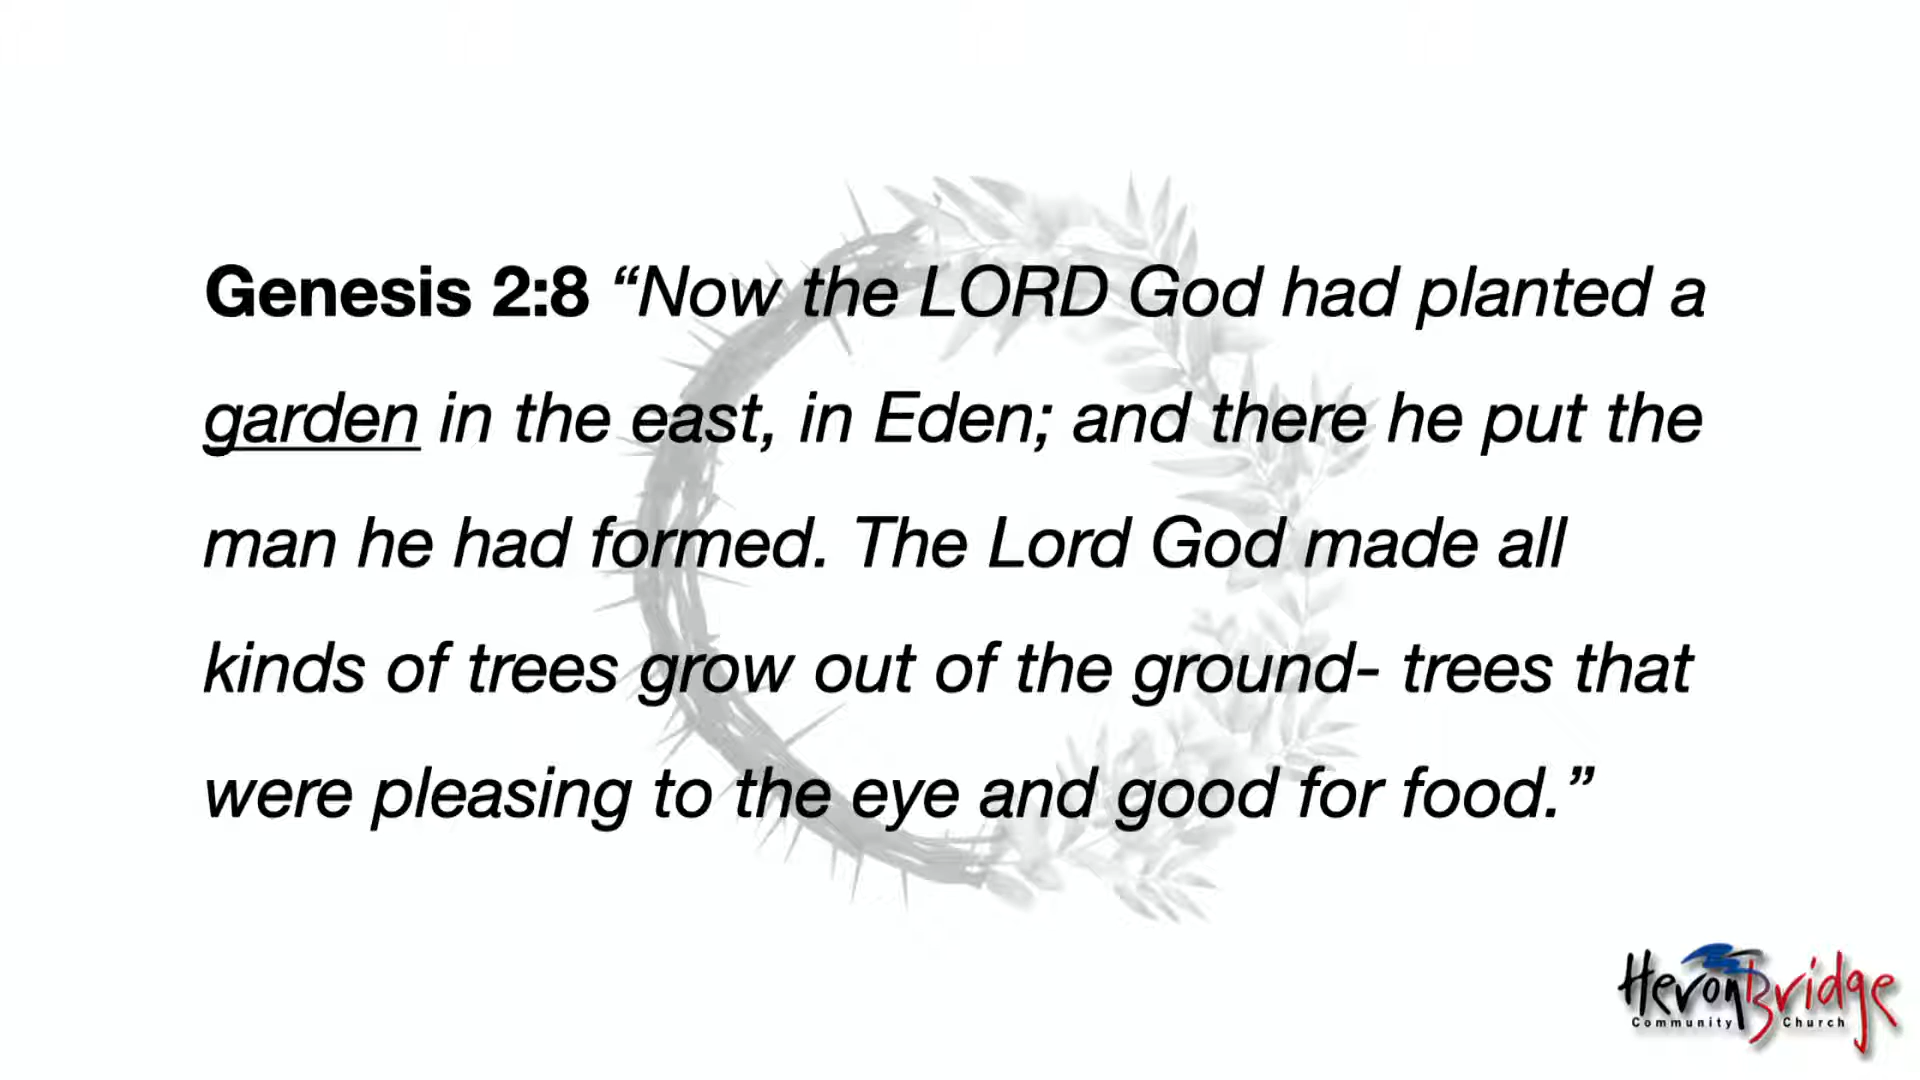 Genesis 2:8 “Now the LORD God had planted a
garden in the east, in Eden; and there he put the
man he had formed. The Lord God made all
kinds of trees grow out of the ground- trees that
were pleasing to the eye and good for food.”
HeronBridge
Community Church